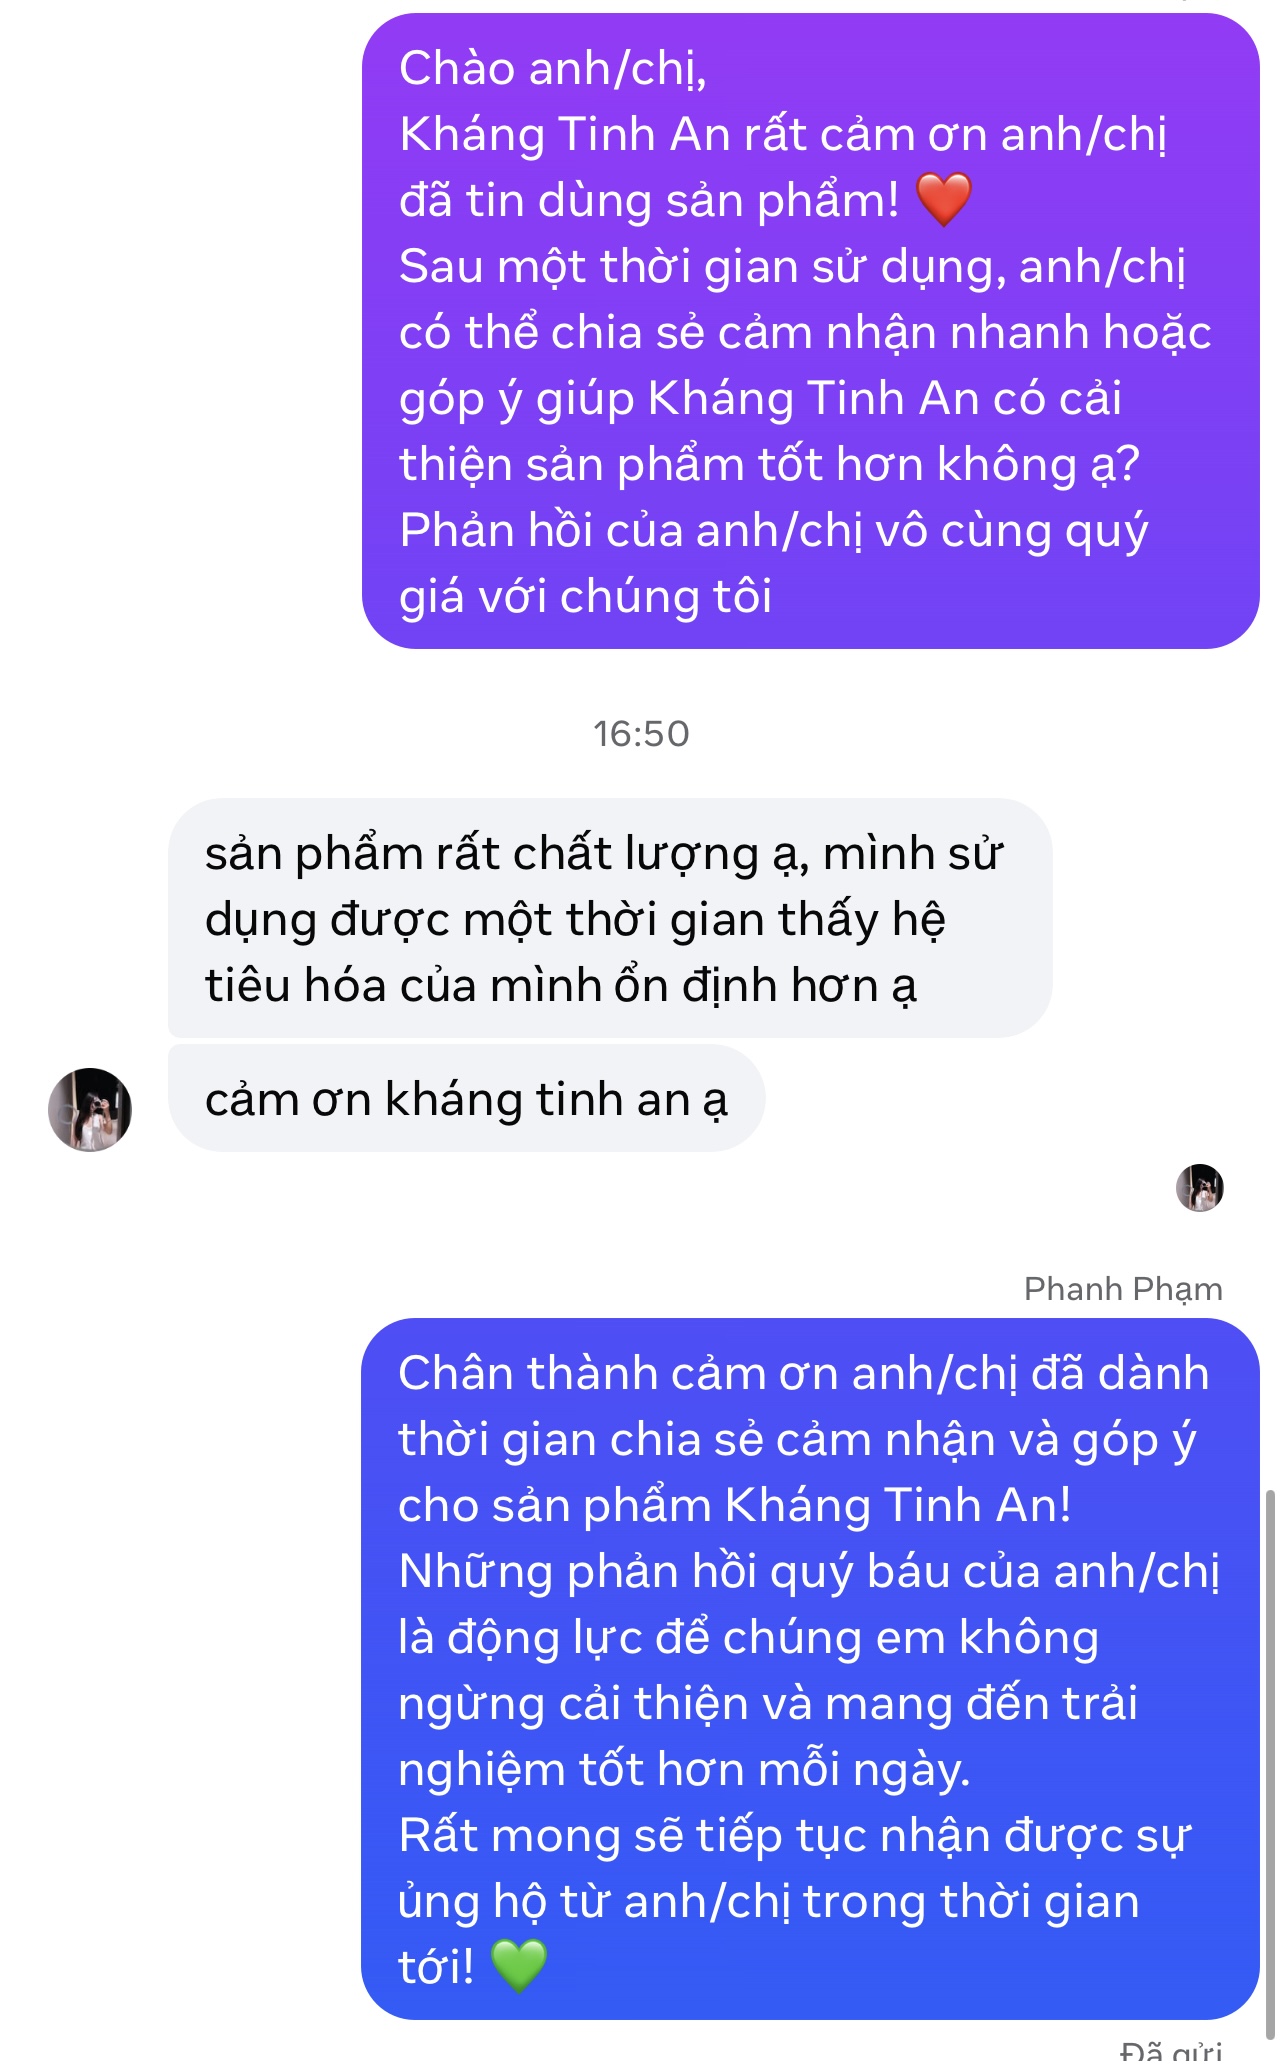 Chào anh/chị,
Kháng Tinh An rất cảm ơn anh/chị
đã tin dùng sản phẩm! ❤️
Sau một thời gian sử dụng, anh/chị
có thể chia sẻ cảm nhận nhanh hoặc
góp ý giúp Kháng Tinh An có cải
thiện sản phẩm tốt hơn không ạ?
Phản hồi của anh/chị vô cùng quý
giá với chúng tôi
16:50
sản phẩm rất chất lượng ạ, mình sử
dụng được một thời gian thấy hệ
tiêu hóa của mình ổn định hơn ạ
cảm ơn kháng tinh an ạ
Phanh Phạm
Chân thành cảm ơn anh/chị đã dành
thời gian chia sẻ cảm nhận và góp ý
cho sản phẩm Kháng Tinh An!
Những phản hồi quý báu của anh/chị
là động lực để chúng em không
ngừng cải thiện và mang đến trải
nghiệm tốt hơn mỗi ngày.
Rất mong sẽ tiếp tục nhận được sự
ủng hộ từ anh/chị trong thời gian
tới! 💚
Đã gửi